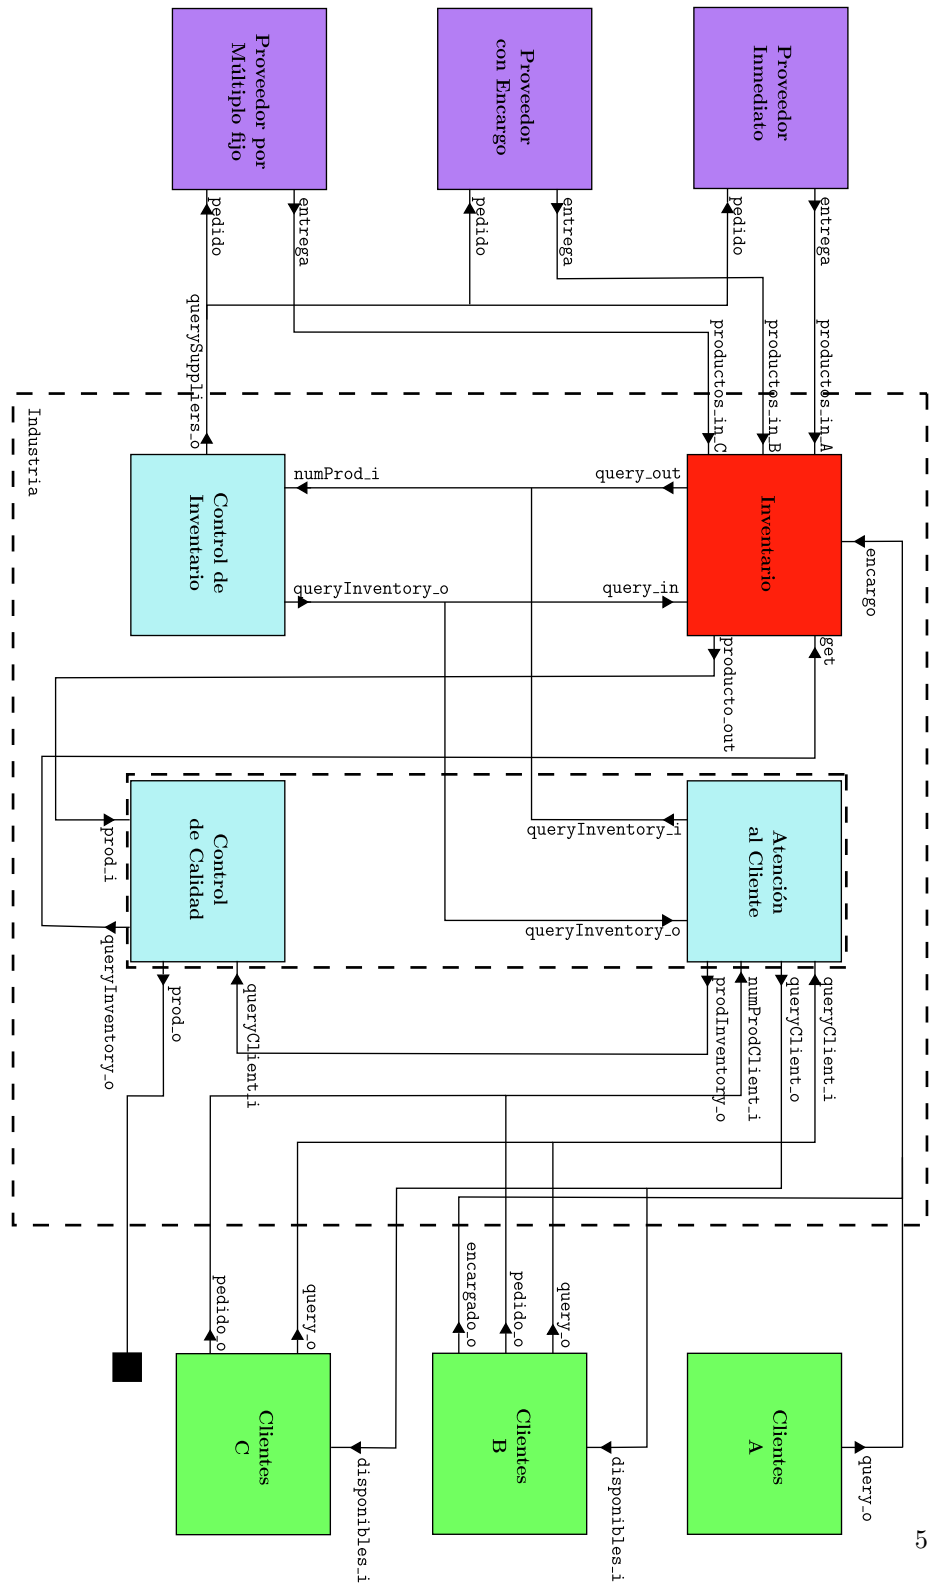 Proveedor por
Múltiplo fijo
Proveedor
con Encargo
Proveedor
Inmediato
pedido
entrega
pedido
entrega
pedido
entrega
querySuppliers_o
productos_in_C
productos_in_B
productos_in_A
Industria
Control de
Inventario
numProd_i
query_out
queryInventory_o
query_in
Inventario
encargo
producto_out
get
Control
de Calidad
prod_i
queryInventory_o
prod_o
queryClient_i
Atención
al Cliente
queryInventory_i
queryInventory_o
prodInventory_o
numProdClient_i
queryClient_o
queryClient_i
pedido_o
query_o
encargado_o
pedido_o
query_o
Clientes
C
disponibles_i
Clientes
B
disponibles_i
Clientes
A
query_o
5